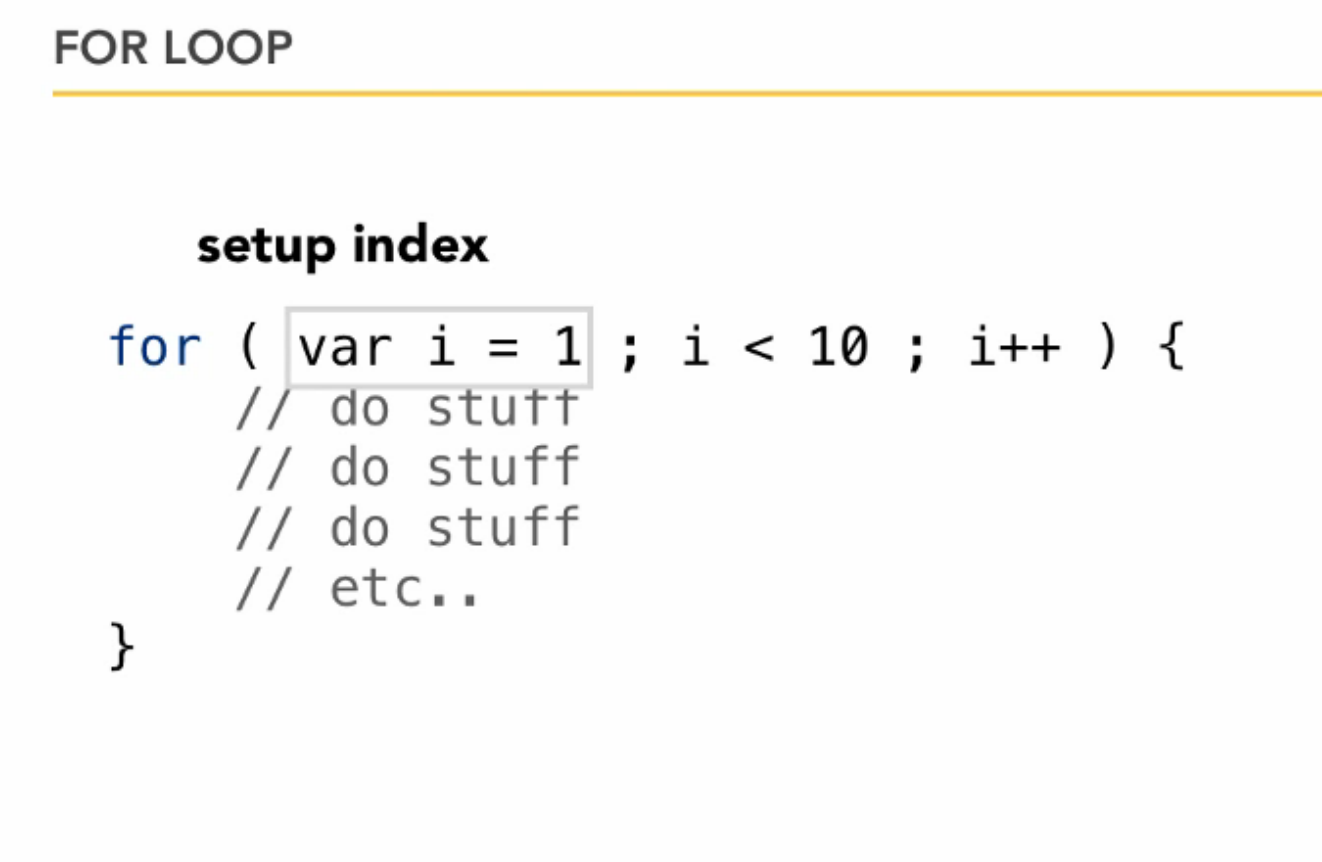 FOR LOOP
setup index
for ( var i = 1 ; i < 10 ; i++ ) {
// do stuff
// do stuff
// do stuff
// etc..
}